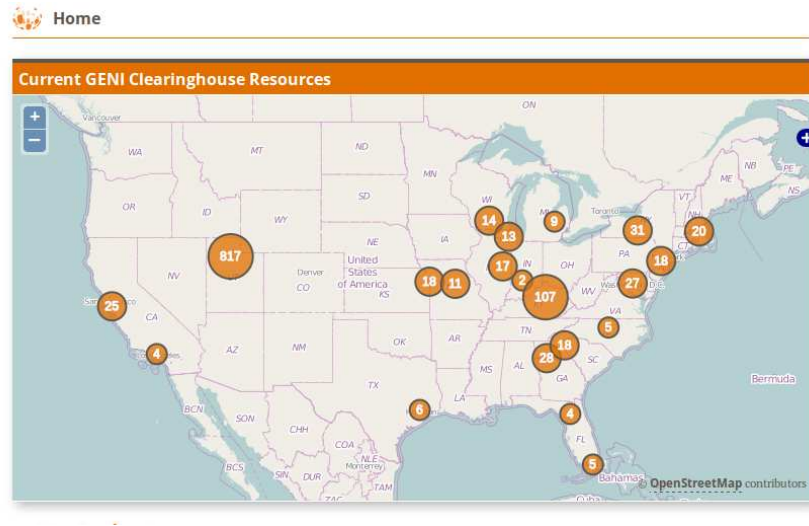 Home
Current GENI Clearinghouse Resources
+
−
ON
Vancouver
WA
MT
ND
MN
NB
PE
ME
NS
OR
ID
SD
WI
VT
NH
WY
14
13
9
Toronto
31
20
NE
IA
CT
817
United
States
of America
Denver
CO
KS
NV
18
11
17
2
IN
OH
PA
18
107
WV
27
D.C.
VA
25
CA
4
5
TN
OK
AR
AZ
NM
18
28
SC
MS
AL
GA
TX
LA
Bermuda
6
4
BCN
SON
CHH
FL
COA
NLE
Monterrey
BCS
SIN
DUR
TAM
ZAC
5
Bahamas
Cuba
© OpenStreetMap contributors